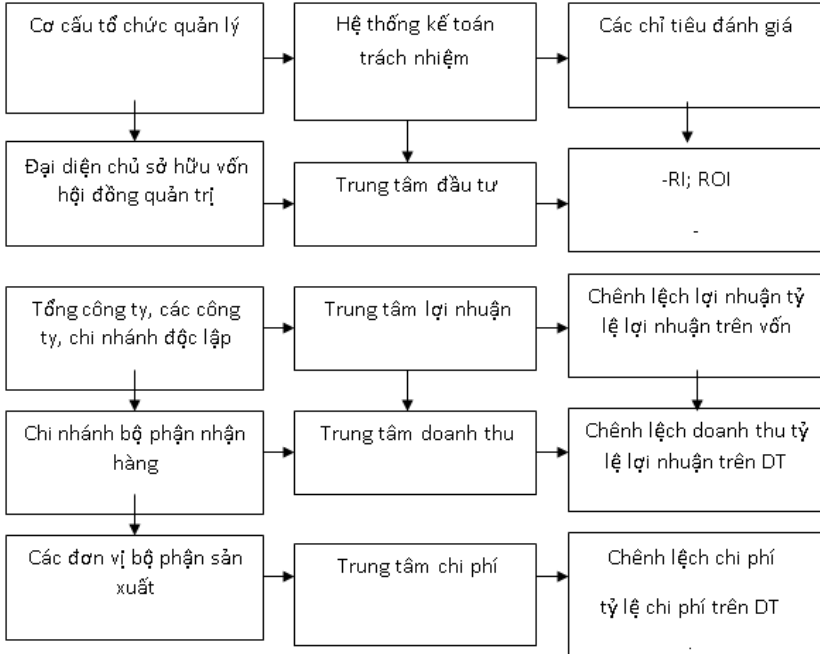 Cơ cấu tổ chức quản lý
Hệ thống kế toán
trách nhiệm
Các chỉ tiêu đánh giá
Đại diện chủ sở hữu vốn
hội đồng quản trị
Trung tâm đầu tư
-RI; ROI
-
Tổng công ty, các công
ty, chi nhánh độc lập
Trung tâm lợi nhuận
Chênh lệch lợi nhuận tỷ
lệ lợi nhuận trên vốn
Chi nhánh bộ phận nhận
hàng
Trung tâm doanh thu
Chênh lệch doanh thu tỷ
lệ lợi nhuận trên DT
Các đơn vị bộ phận sản
xuất
Trung tâm chi phí
Chênh lệch chi phí
tỷ lệ chi phí trên DT